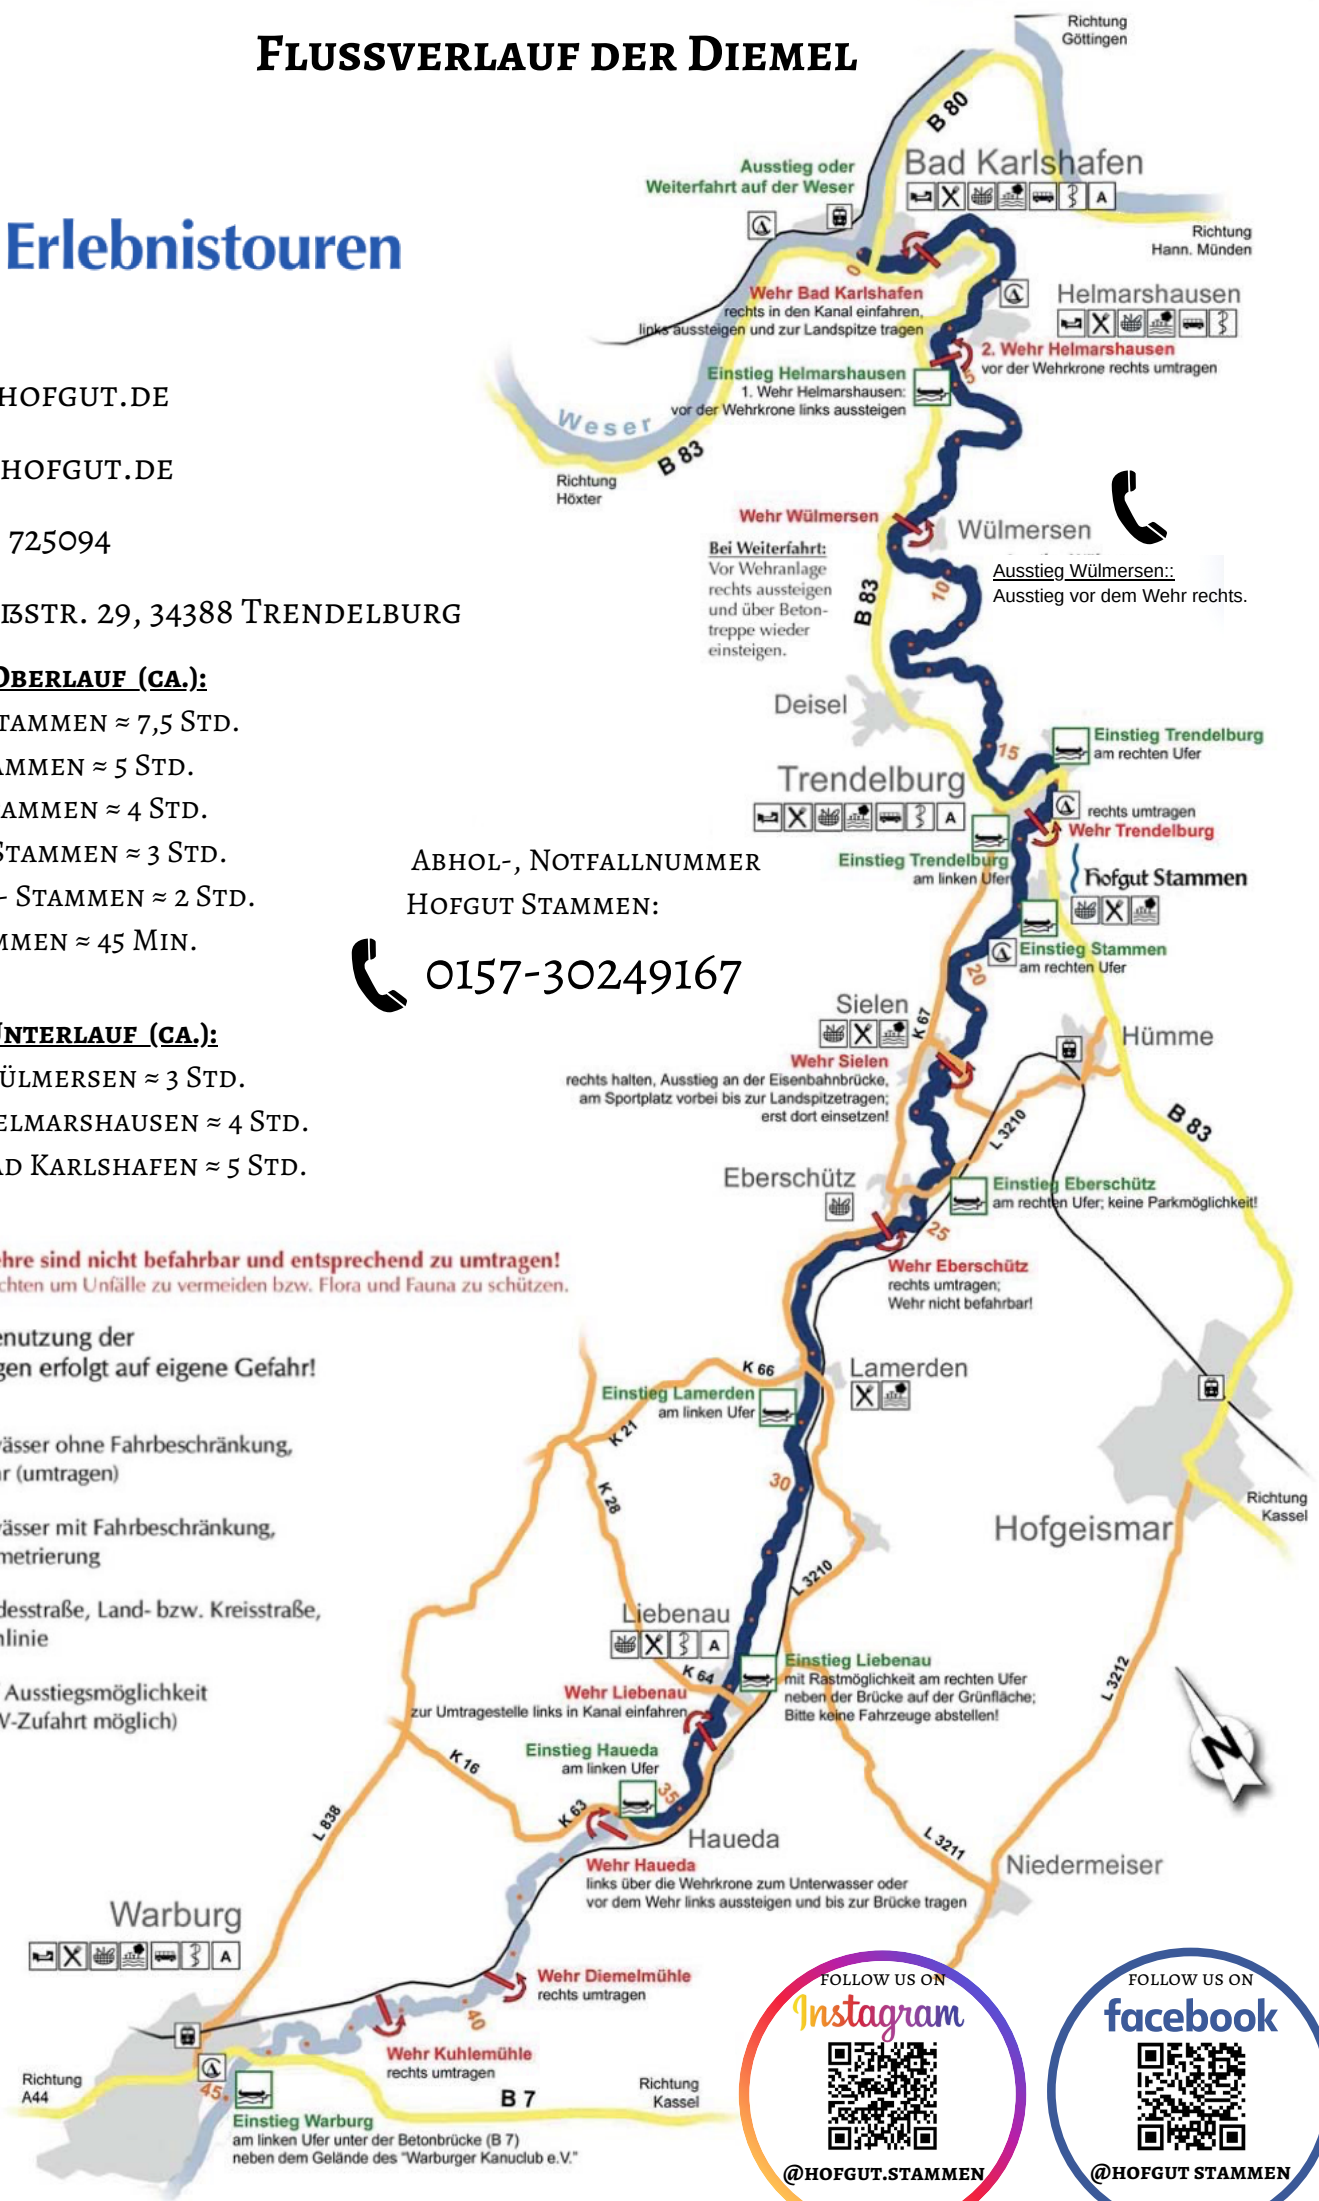 Flussverlauf der Diemel
Richtung
Göttingen
B 80
Ausstieg oder
Weiterfahrt auf der Weser
Bad Karlshafen
A
Richtung
Hann. Münden
Erlebnistouren
0
Wehr Bad Karlshafen
rechts in den Kanal einfahren,
links aussteigen und zur Landspitze tragen
Helmarshausen
2. Wehr Helmarshausen
vor der Wehrkrone rechts umtragen
5
Einstieg Helmarshausen
1. Wehr Helmarshausen:
vor der Wehrkrone links aussteigen
hofgut.de
Weser
B 83
Richtung
Höxter
hofgut.de
725094
Wehr Wülmersen
Wülmersen
Bei Weiterfahrt:
Vor Wehranlage
rechts aussteigen
und über Beton-
treppe wieder
einsteigen.
B 83
10
Ausstieg Wülmersen::
Ausstieg vor dem Wehr rechts.
str. 29, 34388 Trendelburg
Oberlauf (ca.):
Stammen ≈ 7,5 Std.
ammen ≈ 5 Std.
ammen ≈ 4 Std.
Stammen ≈ 3 Std.
- Stammen ≈ 2 Std.
mmen ≈ 45 Min.
Deisel
15
Einstieg Trendelburg
am rechten Ufer
Trendelburg
A
rechts umtragen
Wehr Trendelburg
Einstieg Trendelburg
am linken Ufer
Hofgut Stammen
Abhol-, Notfallnummer
Hofgut Stammen:
0157-30249167
Einstieg Stammen
am rechten Ufer
20
Sielen
K 67
Hümme
Wehr Sielen
rechts halten, Ausstieg an der Eisenbahnbrücke,
am Sportplatz vorbei bis zur Landspitzetragen;
erst dort einsetzen!
L 3210
B 83
Unterlauf (ca.):
ülmersen ≈ 3 Std.
elmarshausen ≈ 4 Std.
ad Karlshafen ≈ 5 Std.
Eberschütz
Einstieg Eberschütz
am rechten Ufer; keine Parkmöglichkeit!
25
Wehr Eberschütz
rechts umtragen;
Wehr nicht befahrbar!
ehre sind nicht befahrbar und entsprechend zu umtragen!
chten um Unfälle zu vermeiden bzw. Flora und Fauna zu schützen.
enutzung der
gen erfolgt auf eigene Gefahr!
K 66
Lamerden
Einstieg Lamerden
am linken Ufer
K 21
K 28
30
wässer ohne Fahrbeschränkung,
hr (umtragen)
wässer mit Fahrbeschränkung,
metrierung
desstraße, Land- bzw. Kreisstraße,
nlinie
Ausstiegsmöglichkeit
W-Zufahrt möglich)
Richtung
Kassel
Hofgeismar
L 3210
Liebenau
A
K 64
Einstieg Liebenau
mit Rastmöglichkeit am rechten Ufer
neben der Brücke auf der Grünfläche;
Bitte keine Fahrzeuge abstellen!
L 3212
Wehr Liebenau
zur Umtragestelle links in Kanal einfahren
N
Einstieg Haueda
am linken Ufer
K 16
35
K 63
L 838
Haueda
L 3211
Niedermeiser
Wehr Haueda
links über die Wehrkrone zum Unterwasser oder
vor dem Wehr links aussteigen und bis zur Brücke tragen
Warburg
A
Wehr Diemelmühle
rechts umtragen
40
Wehr Kuhlemühle
rechts umtragen
Richtung
A44
45
B 7
Richtung
Kassel
Einstieg Warburg
am linken Ufer unter der Betonbrücke (B 7)
neben dem Gelände des "Warburger Kanuclub e.V."
Follow us on
Instagram
@hofgut.stammen
Follow us on
facebook
@Hofgut Stammen